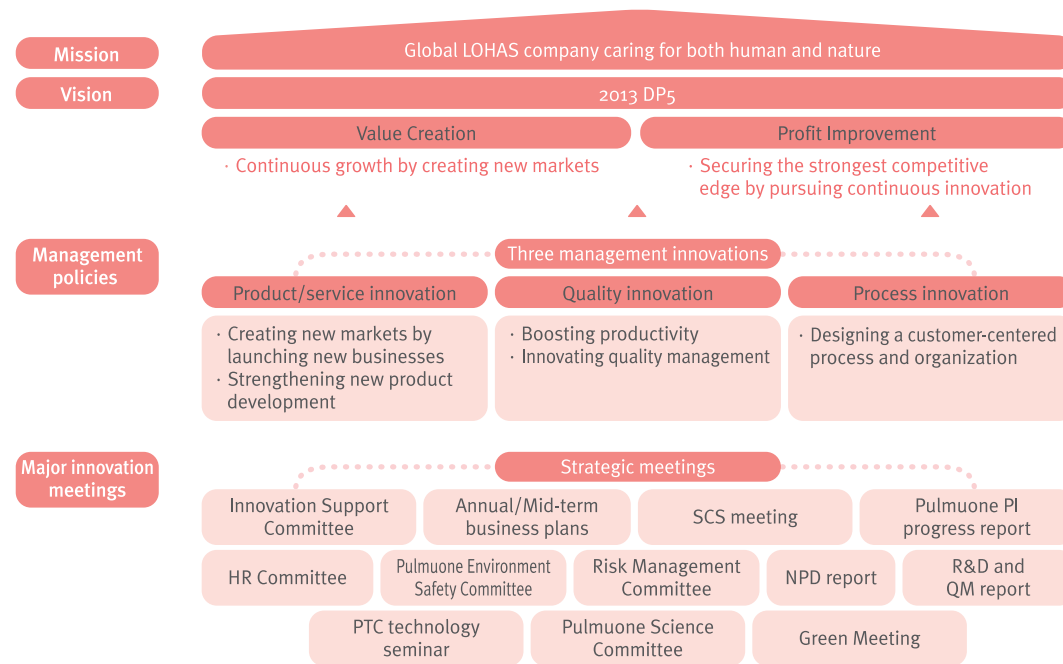 Mission
Global LOHAS company caring for both human and nature
Vision
2013 DP5
Value Creation
Profit Improvement
· Continuous growth by creating new markets
· Securing the strongest competitive
edge by pursuing continuous innovation
Management
policies
Three management innovations
Product/service innovation
Quality innovation
Process innovation
· Creating new markets by
launching new businesses
· Strengthening new product
development
· Boosting productivity
· Innovating quality management
· Designing a customer-centered
process and organization
Major innovation
meetings
Strategic meetings
Innovation Support
Committee
Annual/Mid-term
business plans
SCS meeting
Pulmuone PI
progress report
HR Committee
Pulmuone Environment
Safety Committee
Risk Management
Committee
NPD report
R&D and
QM report
PTC technology
seminar
Pulmuone Science
Committee
Green Meeting